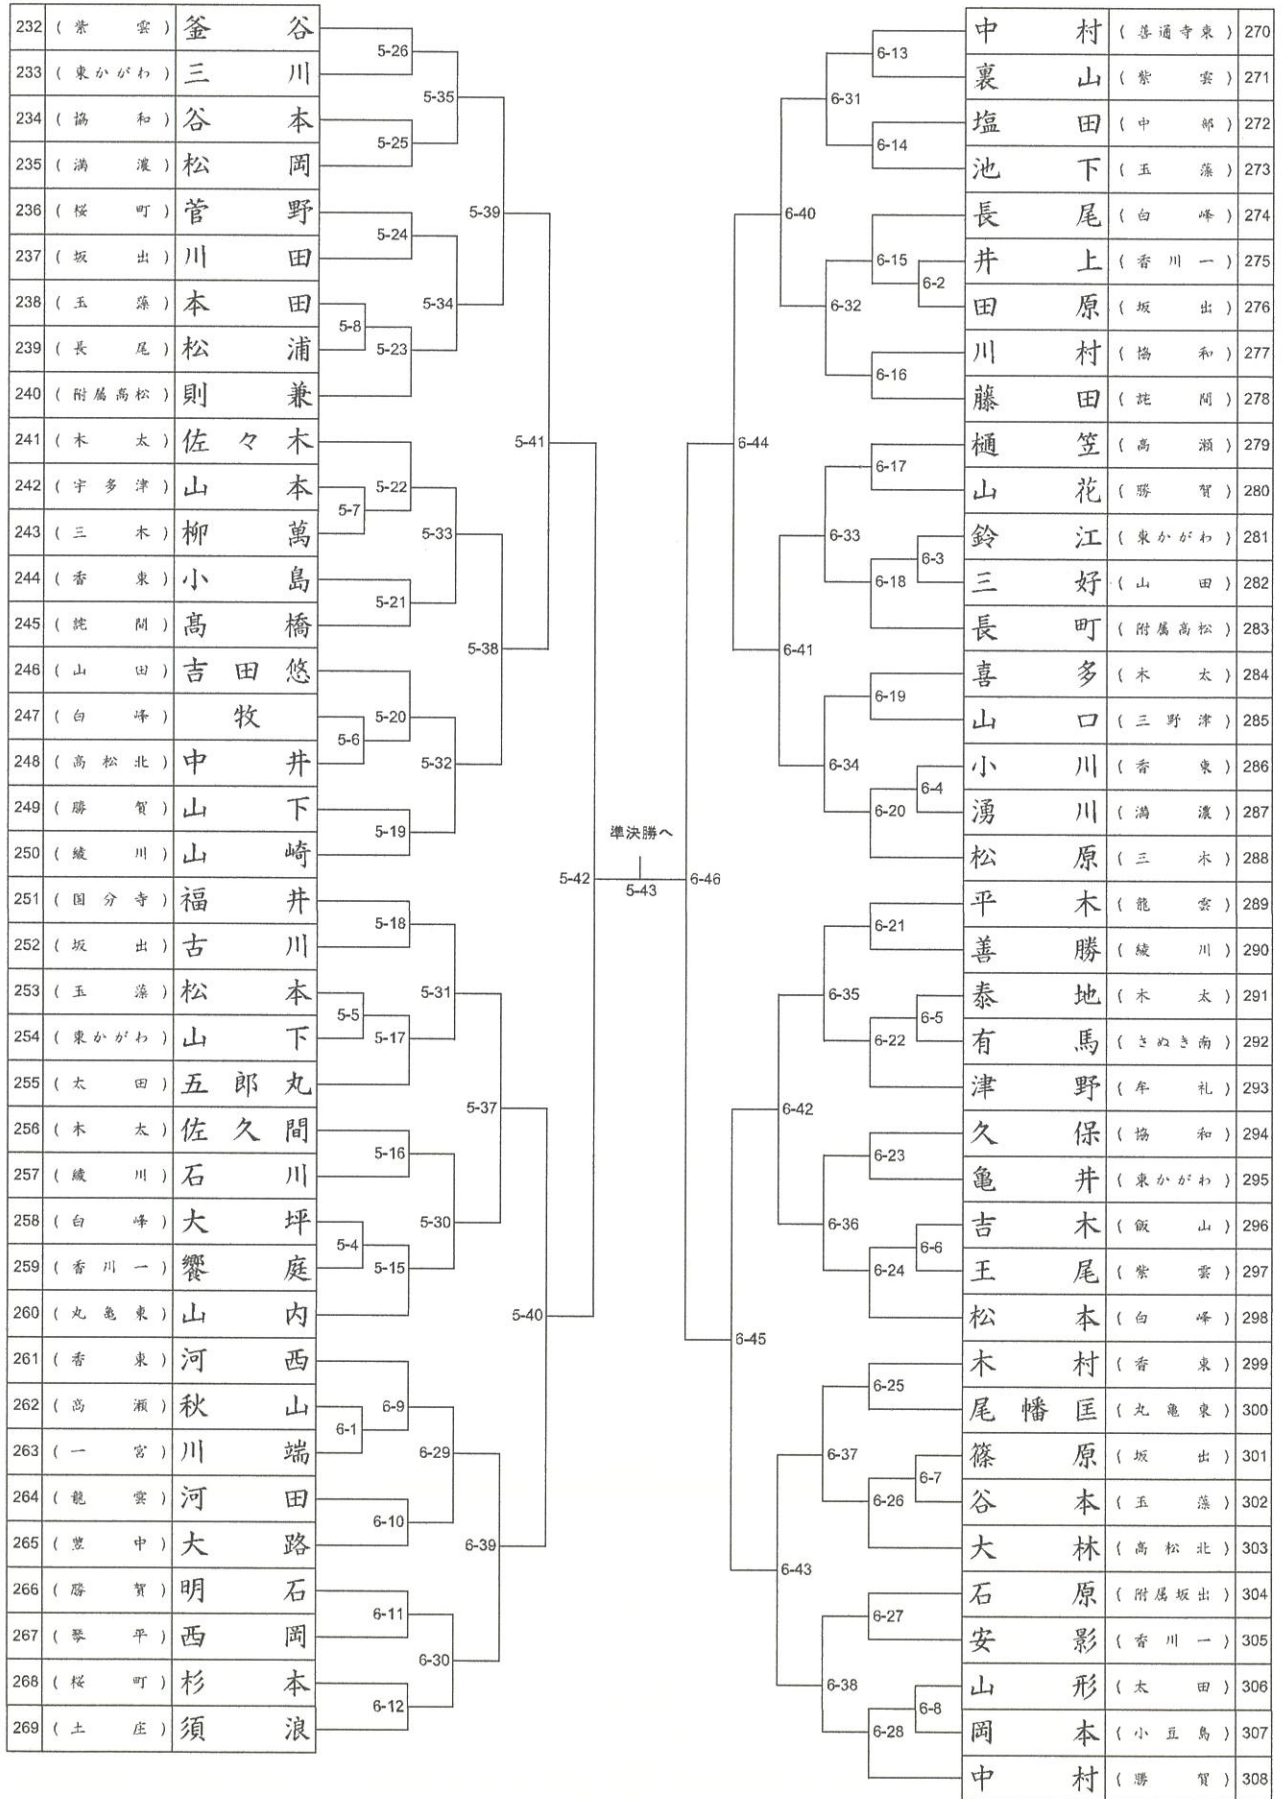 232 (紫雲) 釜谷
233 (東かがわ) 三川
234 (協和) 谷本
235 (満濃) 松岡
236 (桜町) 菅野
237 (坂出) 川田
238 (玉藻) 本田
239 (長尾) 松浦
240 (附属高松) 則兼
241 (木太) 佐々木
242 (宇多津) 山本
243 (三木) 柳萬
244 (香東) 小島
245 (詫間) 髙橋
246 (山田) 吉田悠
247 (白峰) 牧
248 (高松北) 中井
249 (勝賀) 山下
250 (綾川) 山崎
251 (国分寺) 福井
252 (坂出) 古川
253 (玉藻) 松本
254 (東かがわ) 山下
255 (太田) 五郎丸
256 (木太) 佐久間
257 (綾川) 石川
258 (白峰) 大坪
259 (香川一) 饗庭
260 (丸亀東) 山内
261 (香東) 河西
262 (高瀬) 秋山
263 (一宮) 川端
264 (龍雲) 河田
265 (豊中) 大路
266 (勝賀) 明石
267 (琴平) 西岡
268 (桜町) 杉本
269 (土庄) 須浪
5-26
5-35
5-25
5-39
5-24
5-34
5-8
5-23
5-41
5-22
5-7
5-33
5-21
5-38
5-20
5-6
5-32
5-19
5-42
5-18
5-31
5-5
5-17
5-37
5-16
5-30
5-4
5-15
5-40
6-9
6-1
6-29
6-10
6-39
6-11
6-30
6-12
準決勝へ
5-43
6-13
6-31
6-14
6-40
6-15
6-2
6-32
6-16
6-44
6-17
6-33
6-3
6-18
6-41
6-19
6-34
6-4
6-20
6-46
6-21
6-35
6-5
6-22
6-42
6-23
6-36
6-6
6-24
6-45
6-25
6-37
6-7
6-26
6-43
6-27
6-38
6-8
6-28
中村 (善通寺東) 270
裏山 (紫雲) 271
塩田 (中部) 272
池下 (玉藻) 273
長尾 (白峰) 274
井上 (香川一) 275
田原 (坂出) 276
川村 (協和) 277
藤田 (詫間) 278
樋笠 (高瀬) 279
山花 (勝賀) 280
鈴江 (東かがわ) 281
三好 (山田) 282
長町 (附属高松) 283
喜多 (木太) 284
山口 (三野津) 285
小川 (香東) 286
湧川 (満濃) 287
松原 (三木) 288
平木 (龍雲) 289
善勝 (綾川) 290
泰地 (木太) 291
有馬 (さぬき南) 292
津野 (牟礼) 293
久保 (協和) 294
亀井 (東かがわ) 295
吉木 (飯山) 296
王尾 (紫雲) 297
松本 (白峰) 298
木村 (香東) 299
尾幡匡 (丸亀東) 300
篠原 (坂出) 301
谷本 (玉藻) 302
大林 (高松北) 303
石原 (附属坂出) 304
安影 (香川一) 305
山形 (太田) 306
岡本 (小豆島) 307
中村 (勝賀) 308